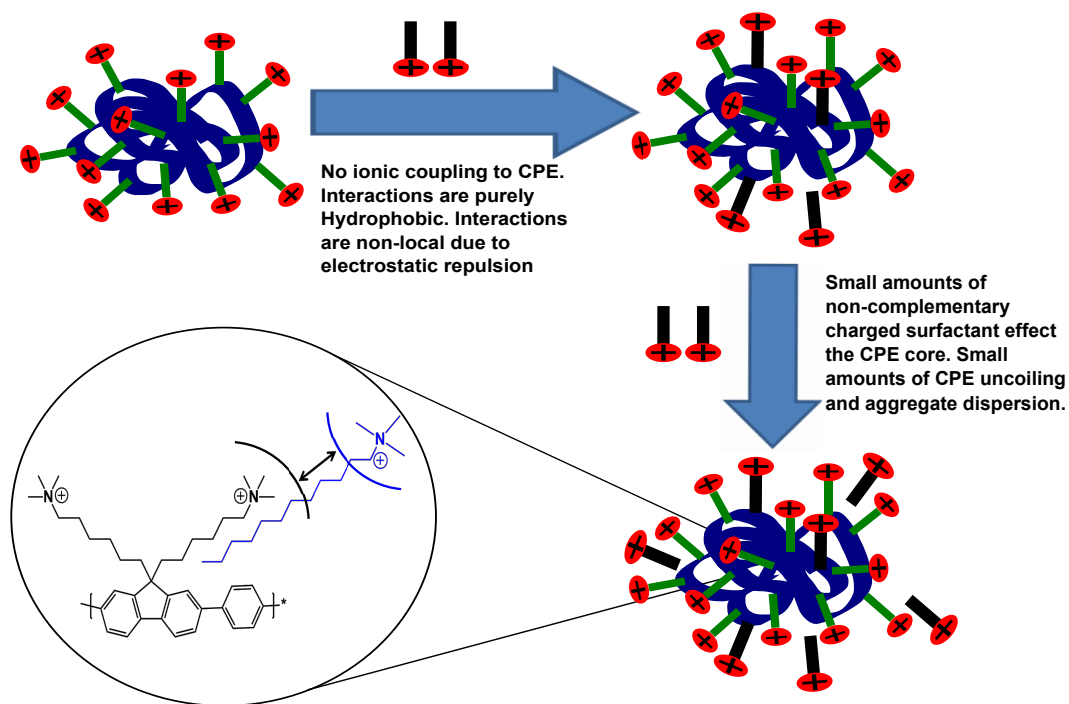 No ionic coupling to CPE.
Interactions are purely
Hydrophobic. Interactions
are non-local due to
electrostatic repulsion
Small amounts of
non-complementary
charged surfactant effect
the CPE core. Small
amounts of CPE uncoiling
and aggregate dispersion.
N
+
N
+
N
+
*